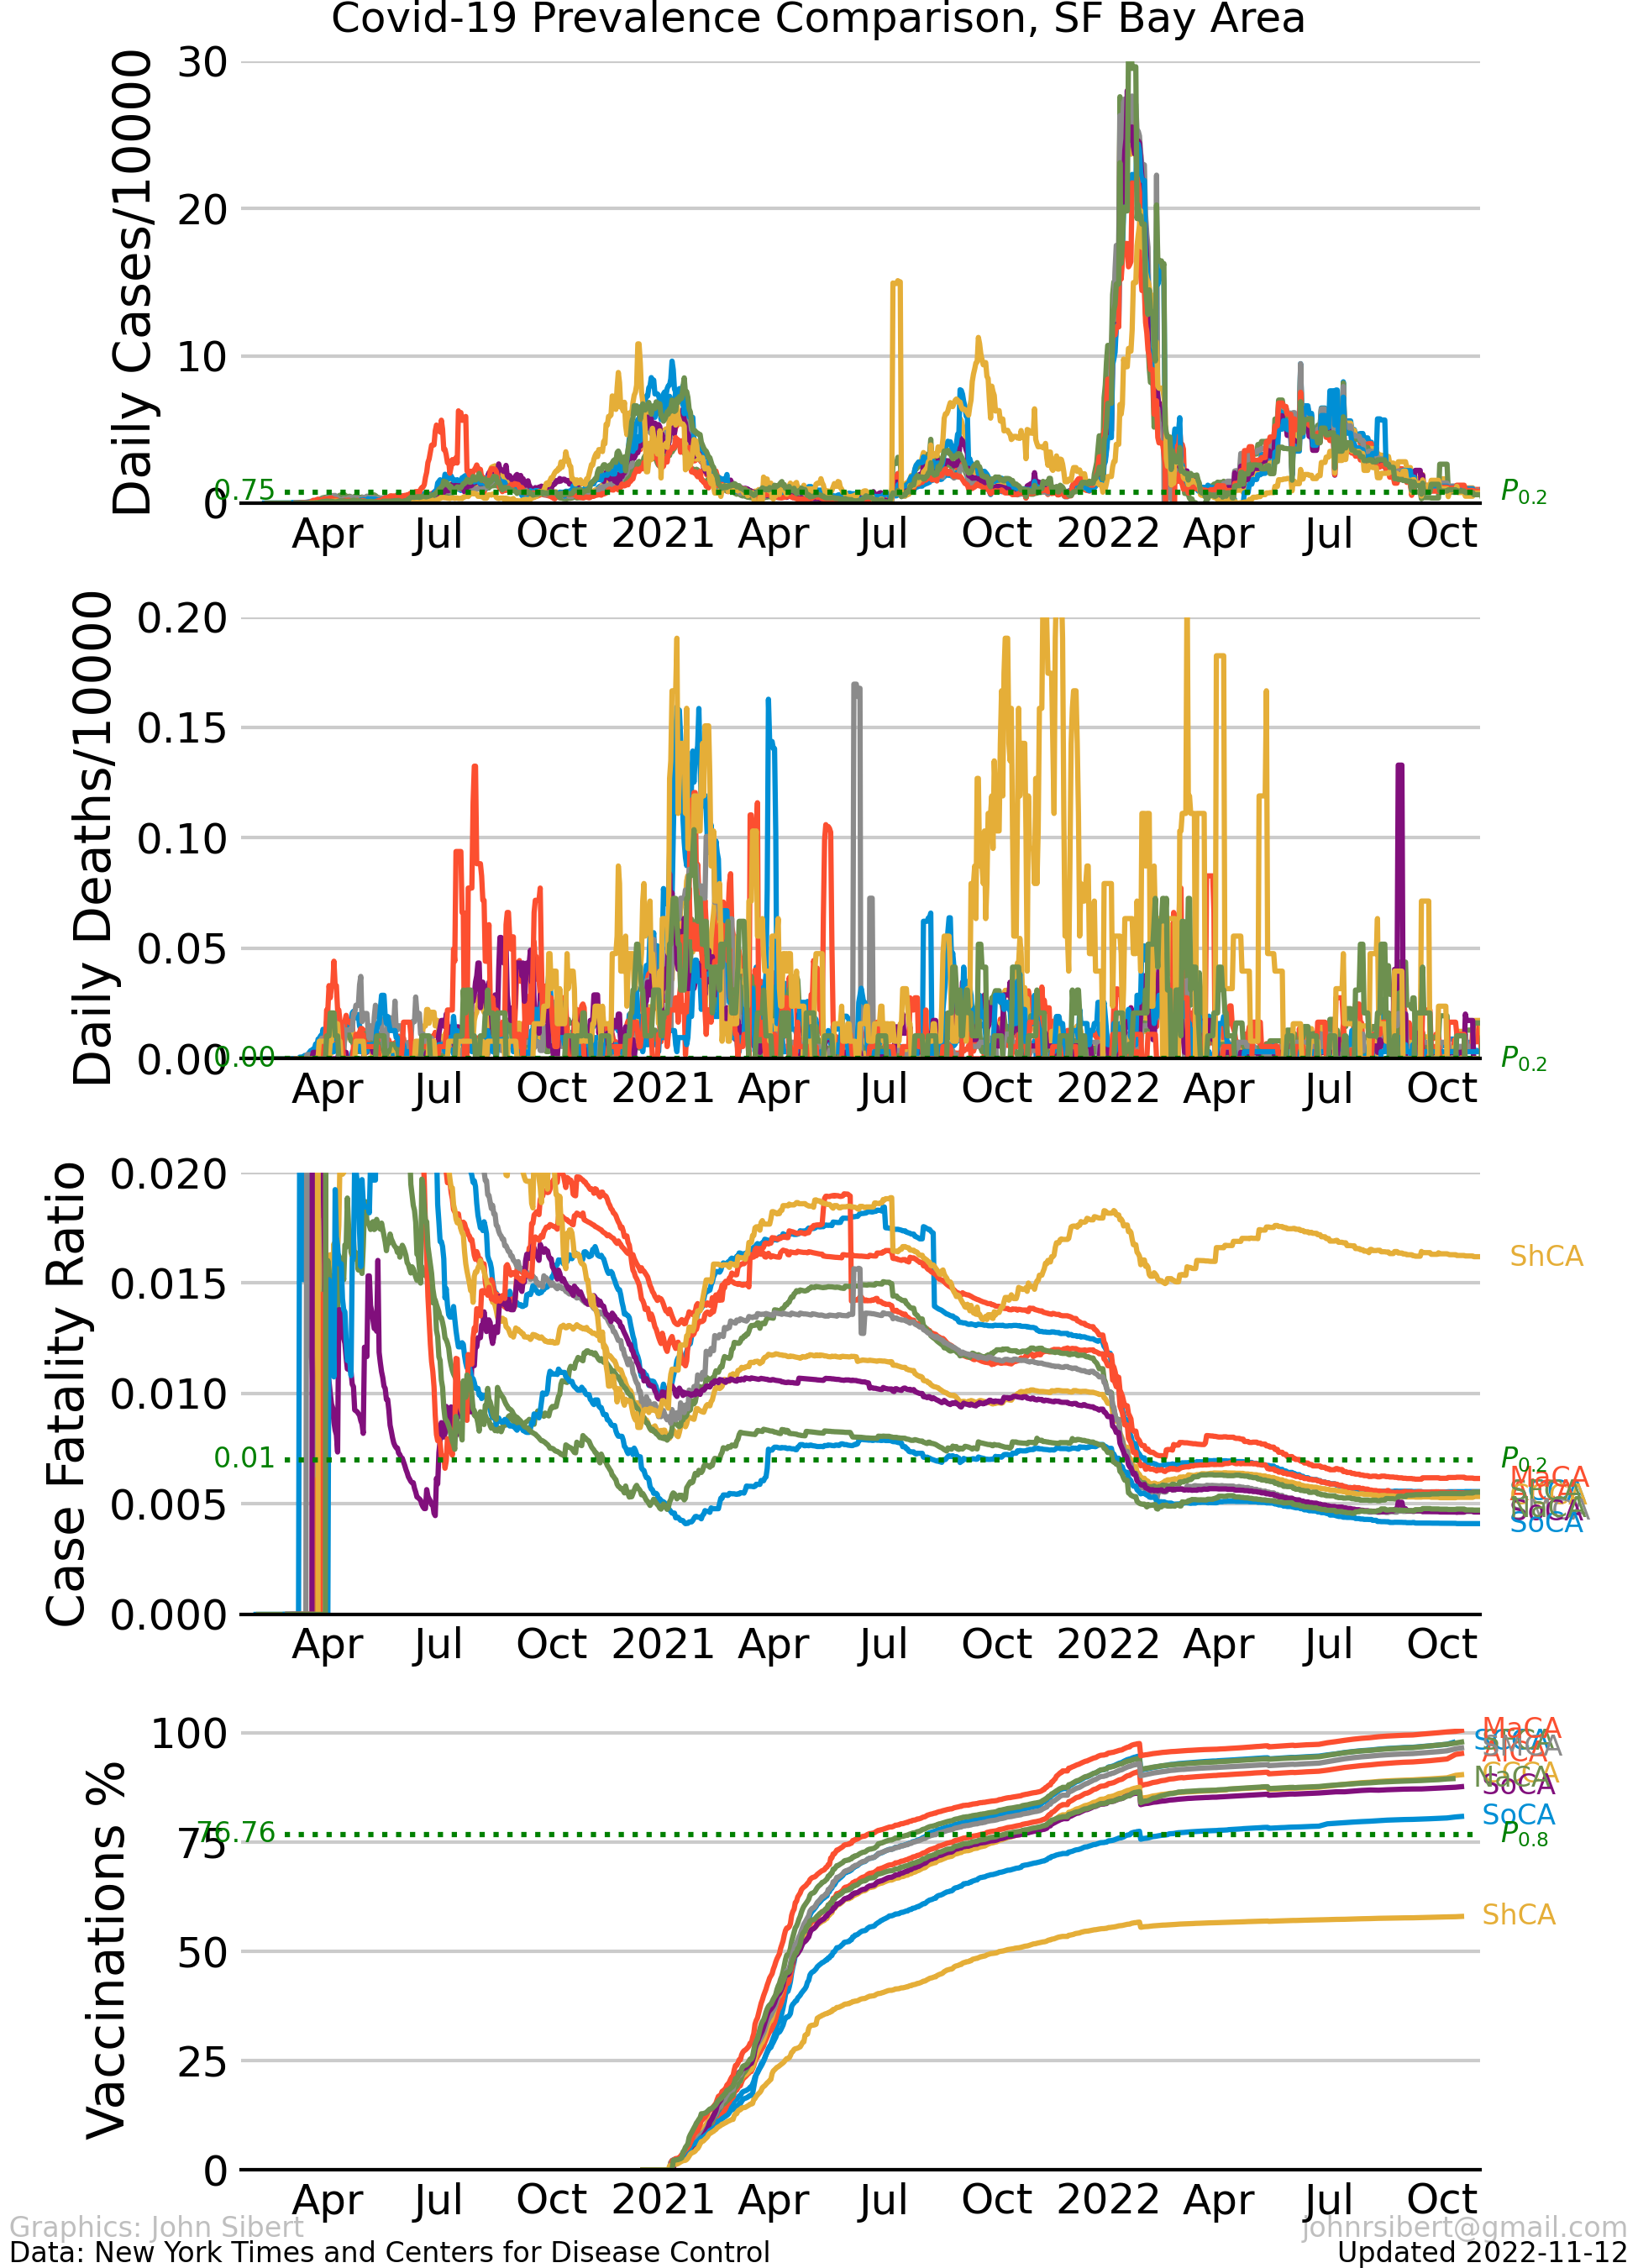 Covid-19 Prevalence Comparison, SF Bay Area
Daily Cases/10000
30
20
10
0
0.75
P0.2
Apr Jul Oct 2021 Apr Jul Oct 2022 Apr Jul Oct
Daily Deaths/10000
0.20
0.15
0.10
0.05
0.00
0.00
P0.2
Apr Jul Oct 2021 Apr Jul Oct 2022 Apr Jul Oct
Case Fatality Ratio
0.020
0.015
0.010
0.005
0.000
0.01
ShCA
P0.2
MaCA
SoCA
SoCA
Apr Jul Oct 2021 Apr Jul Oct 2022 Apr Jul Oct
Vaccinations %
100
75
50
25
0
76.76
MaCA
NaCA
SoCA
SoCA
P0.8
ShCA
Apr Jul Oct 2021 Apr Jul Oct 2022 Apr Jul Oct
Graphics: John Sibert
johnrsibert@gmail.com
Data: New York Times and Centers for Disease Control
Updated 2022-11-12